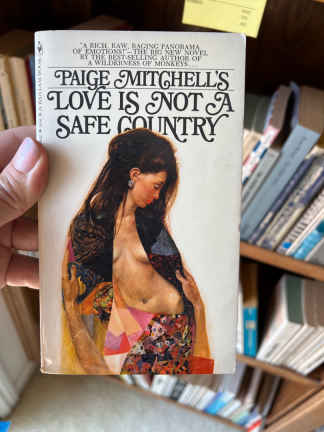 "A RICH, RAW, RAGING PANORAMA
OF EMOTIONS!"—THE BIG NEW NOVEL
BY THE BEST-SELLING AUTHOR OF
A WILDERNESS OF MONKEYS...
PAIGE MITCHELL'S
LOVE IS NOT A
SAFE COUNTRY